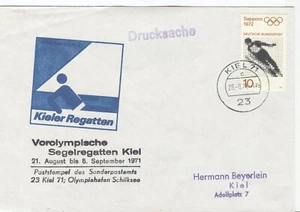 Drucksache
Sapporo
1972
DEUTSCHE BUNDESPOST
10
KIEL 71
c
23
Kieler Regatten
Vorolympische
Segelregatten Kiel
21. August bis 6. September 1971
Poststempel des Sonderpostamts
23 Kiel 71; Olympiahafen Schilksee
Hermann Beyerlein
Kiel
Adolfplatz 7